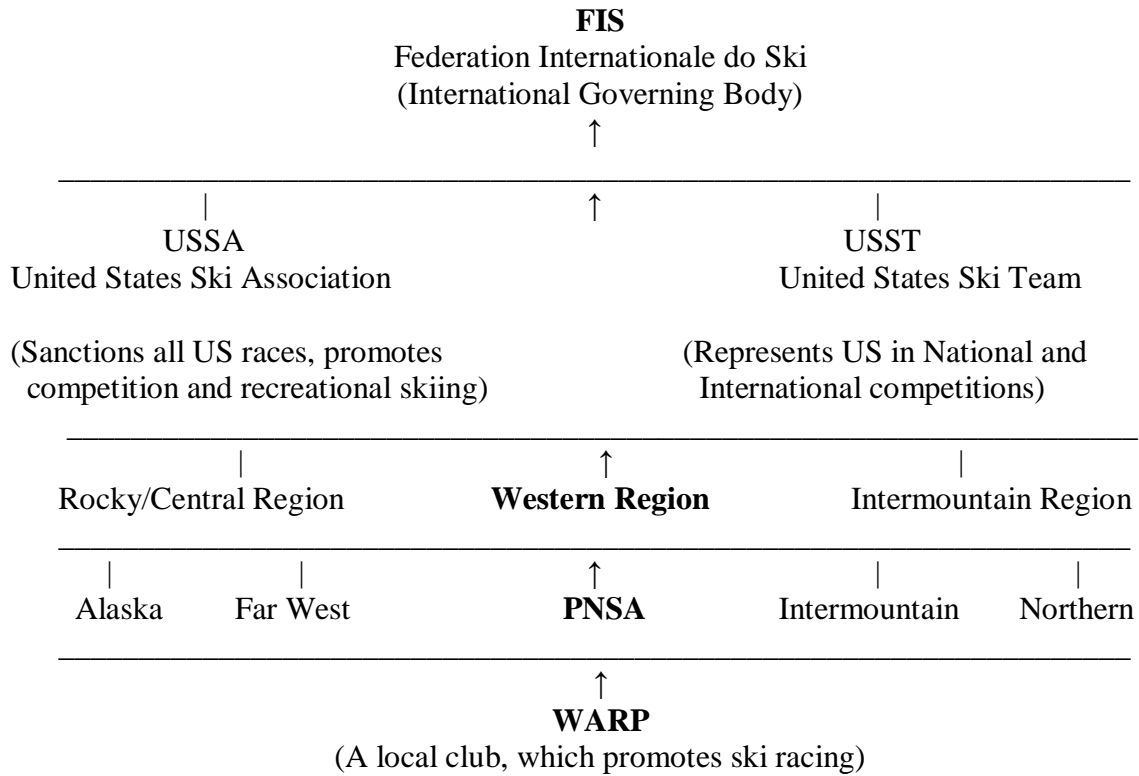 FIS
Federation Internationale do Ski
(International Governing Body)
↑
↑
USSA USST
United States Ski Association United States Ski Team
(Sanctions all US races, promotes (Represents US in National and
competition and recreational skiing) International competitions)
↑
Rocky/Central Region Western Region Intermountain Region
↑
Alaska Far West PNSA Intermountain Northern
↑
WARP
(A local club, which promotes ski racing)